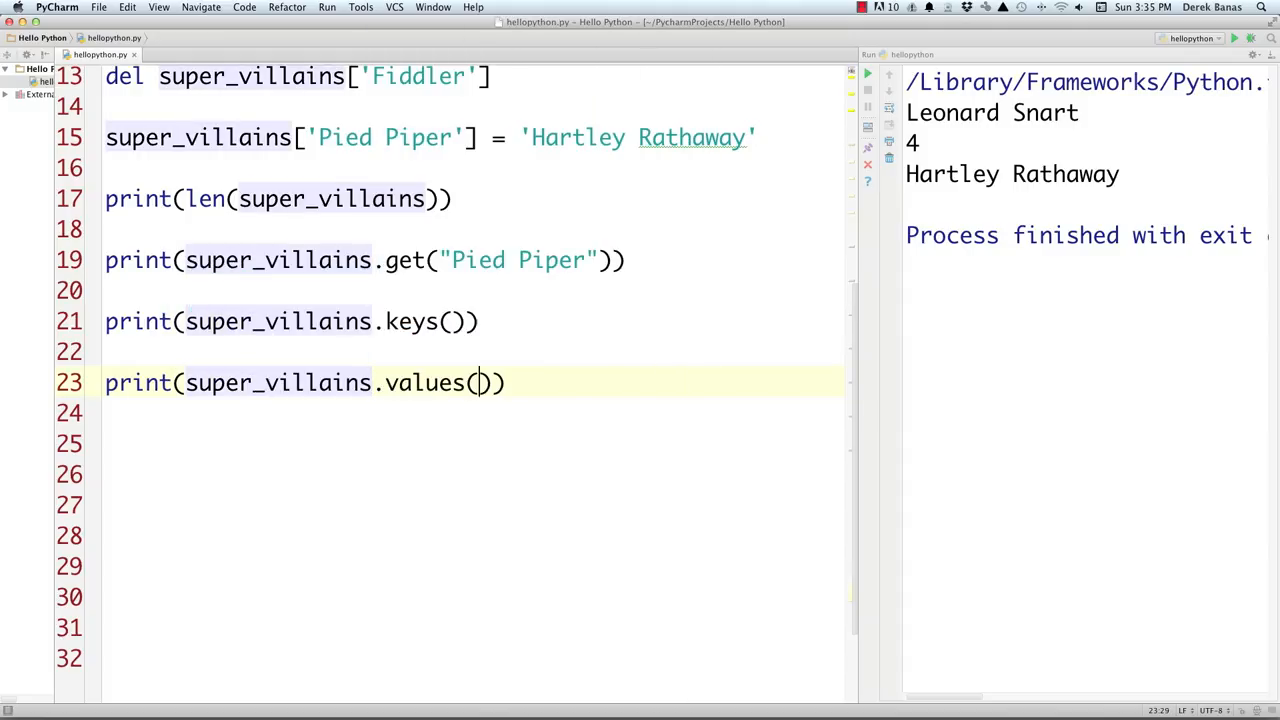 PyCharm File Edit View Navigate Code Refactor Run Tools VCS Window Help 10 Sun 3:35 PM Derek Banas
hellopython.py – Hello Python – [~/PycharmProjects/Hello Python]
Hello Python hellopython.py hellopython
hellopython.py × Run hellopython
Hello P
hell
Externa
13 del super_villains['Fiddler']
14
15 super_villains['Pied Piper'] = 'Hartley Rathaway'
16
17 print(len(super_villains))
18
19 print(super_villains.get("Pied Piper"))
20
21 print(super_villains.keys())
22
23 print(super_villains.values())
24
25
26
27
28
29
30
31
32
/Library/Frameworks/Python.
Leonard Snart
4
Hartley Rathaway
Process finished with exit
23:29 LF UTF-8